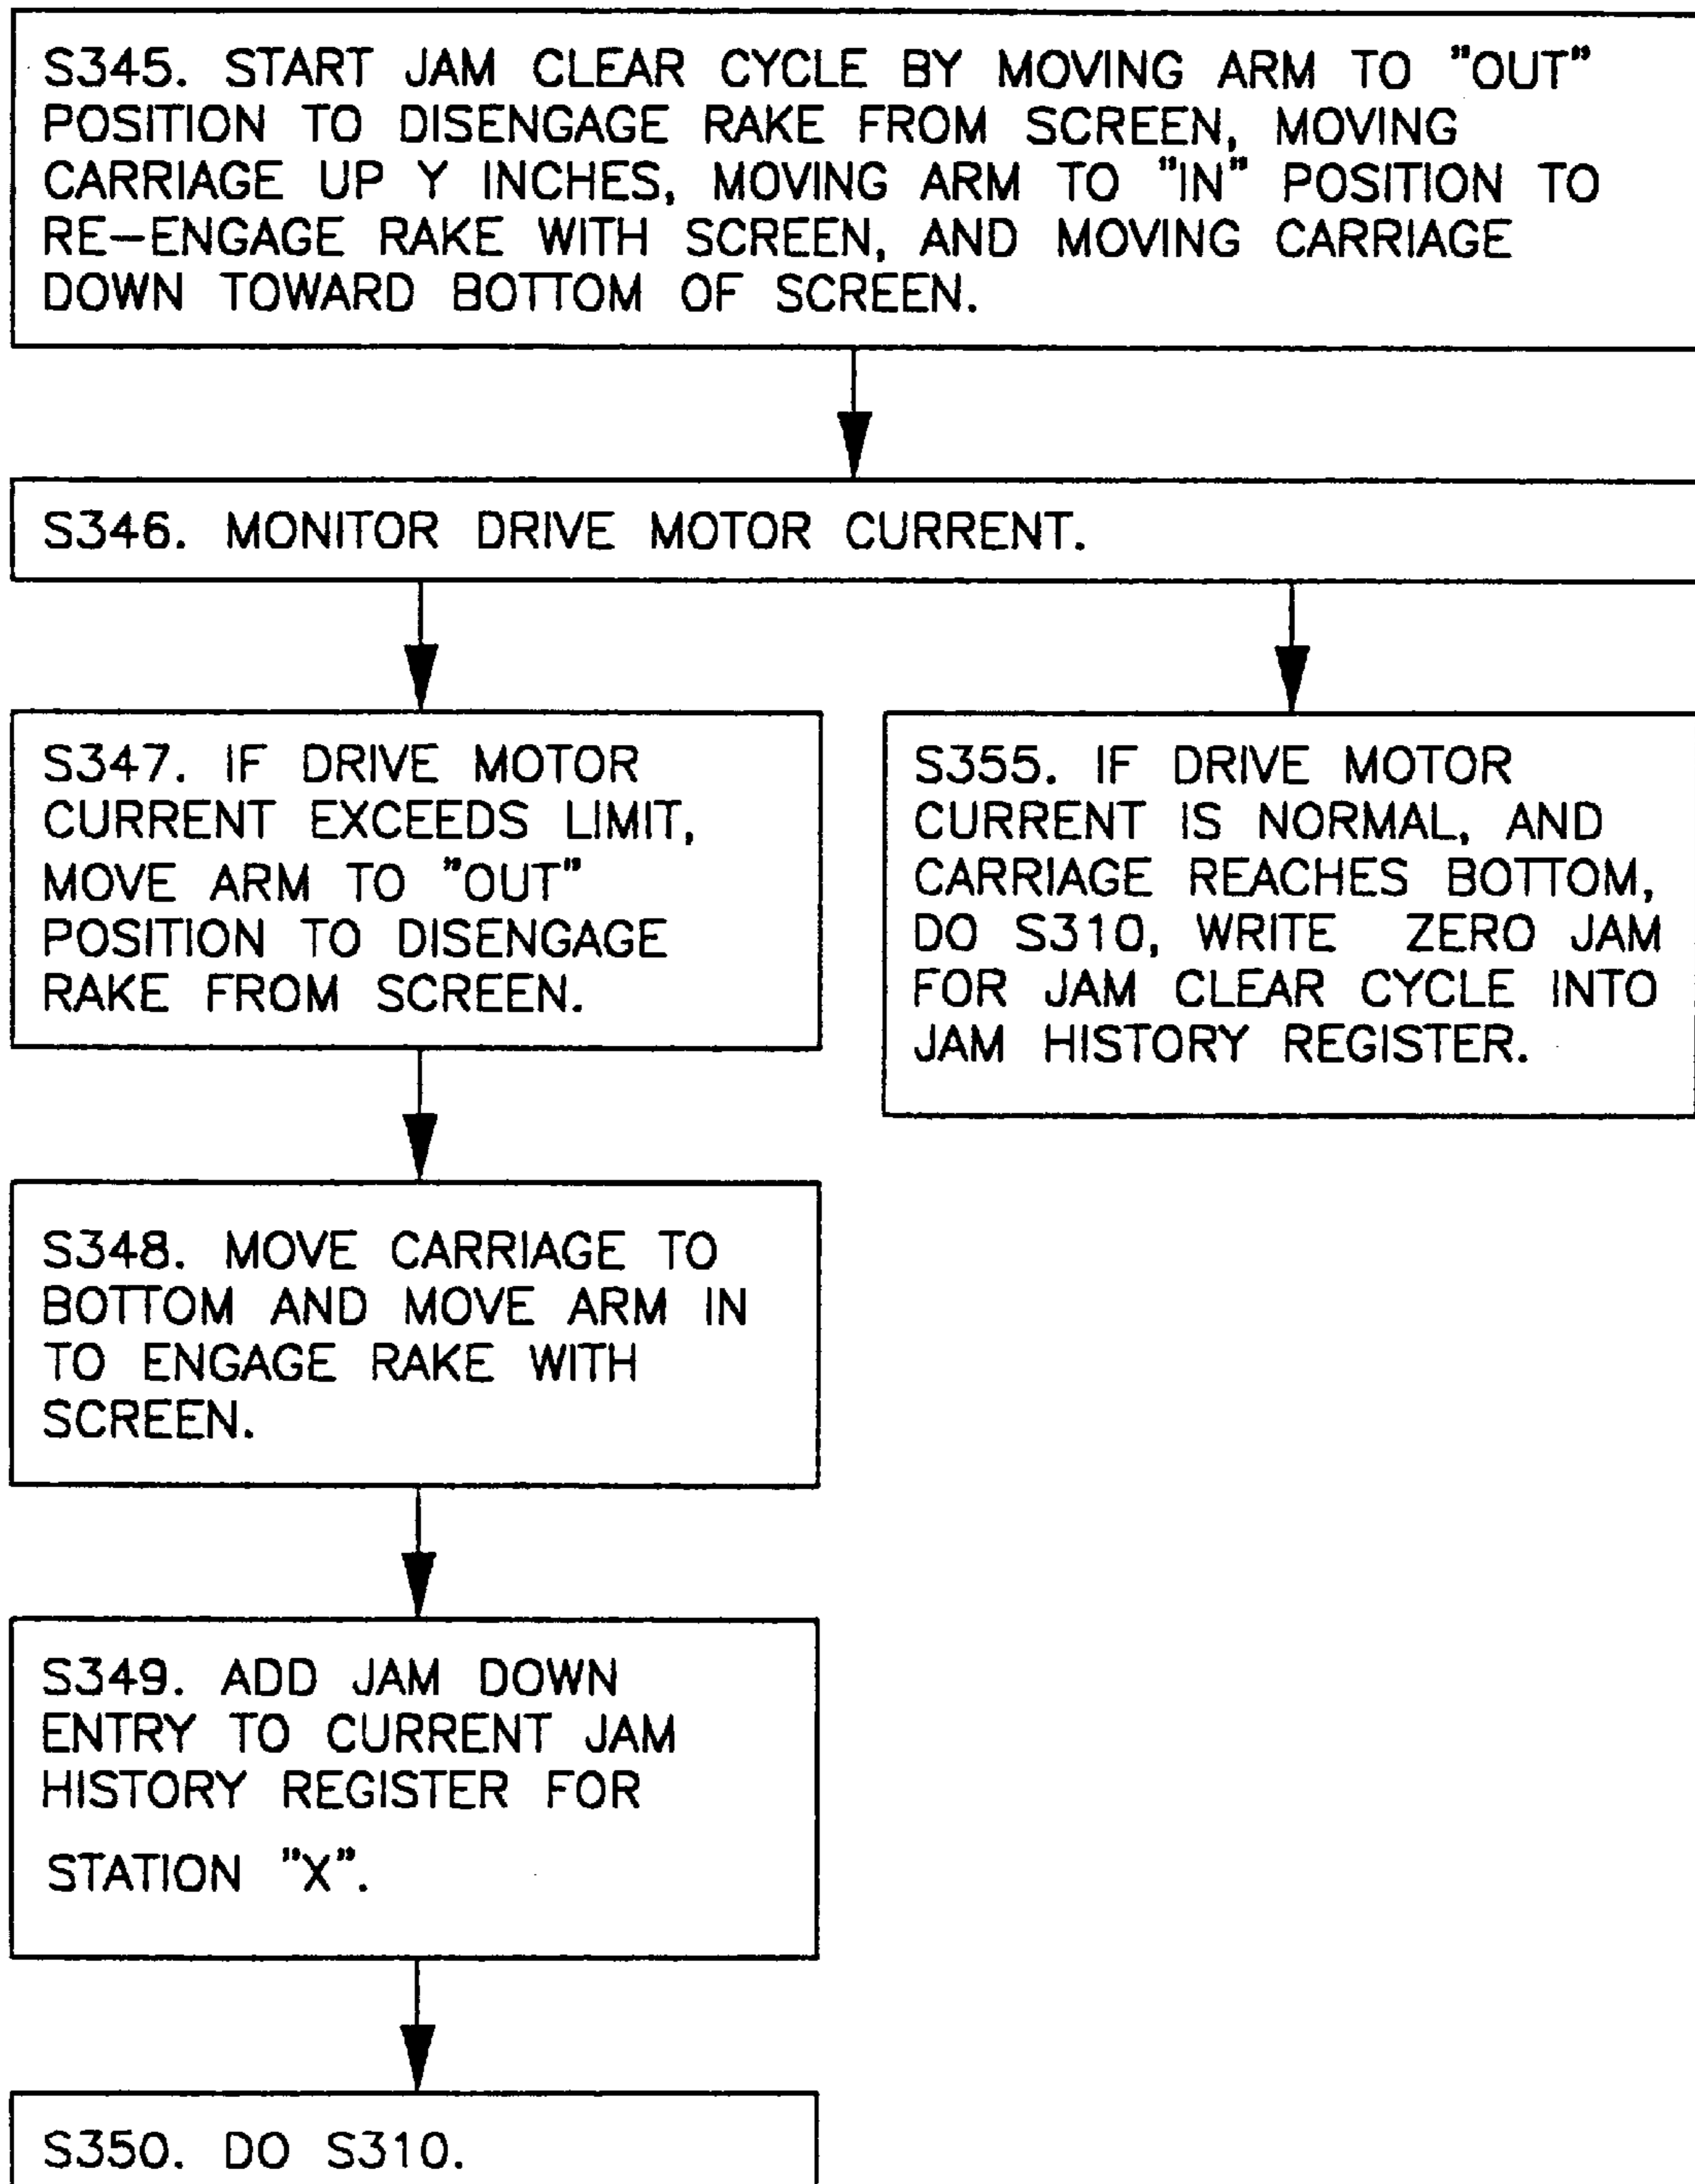 S345. START JAM CLEAR CYCLE BY MOVING ARM TO "OUT"
POSITION TO DISENGAGE RAKE FROM SCREEN, MOVING
CARRIAGE UP Y INCHES, MOVING ARM TO "IN" POSITION TO
RE-ENGAGE RAKE WITH SCREEN, AND MOVING CARRIAGE
DOWN TOWARD BOTTOM OF SCREEN.
S346. MONITOR DRIVE MOTOR CURRENT.
S347. IF DRIVE MOTOR
CURRENT EXCEEDS LIMIT,
MOVE ARM TO "OUT"
POSITION TO DISENGAGE
RAKE FROM SCREEN.
S355. IF DRIVE MOTOR
CURRENT IS NORMAL, AND
CARRIAGE REACHES BOTTOM,
DO S310, WRITE ZERO JAM
FOR JAM CLEAR CYCLE INTO
JAM HISTORY REGISTER.
S348. MOVE CARRIAGE TO
BOTTOM AND MOVE ARM IN
TO ENGAGE RAKE WITH
SCREEN.
S349. ADD JAM DOWN
ENTRY TO CURRENT JAM
HISTORY REGISTER FOR
STATION "X".
S350. DO S310.